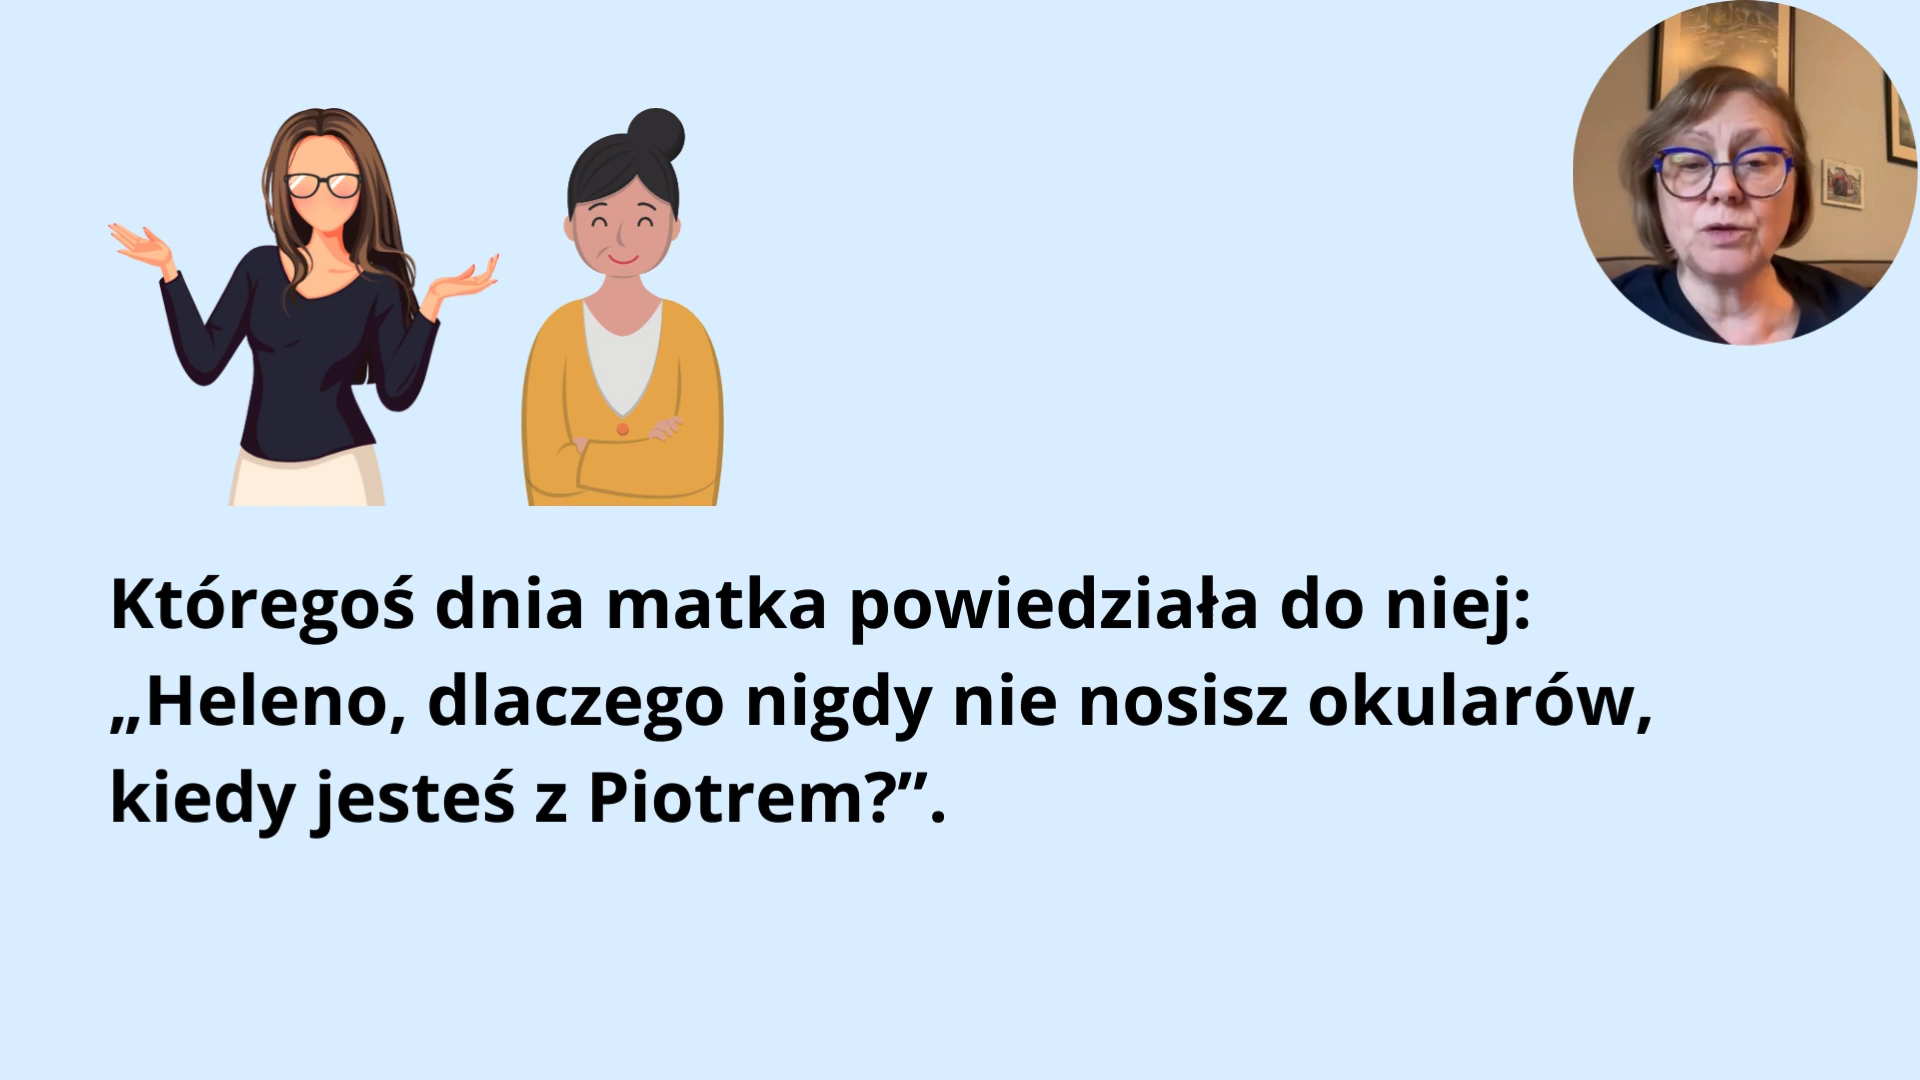 Któregoś dnia matka powiedziała do niej:
„Heleno, dlaczego nigdy nie nosisz okularów,
kiedy jesteś z Piotrem?”.